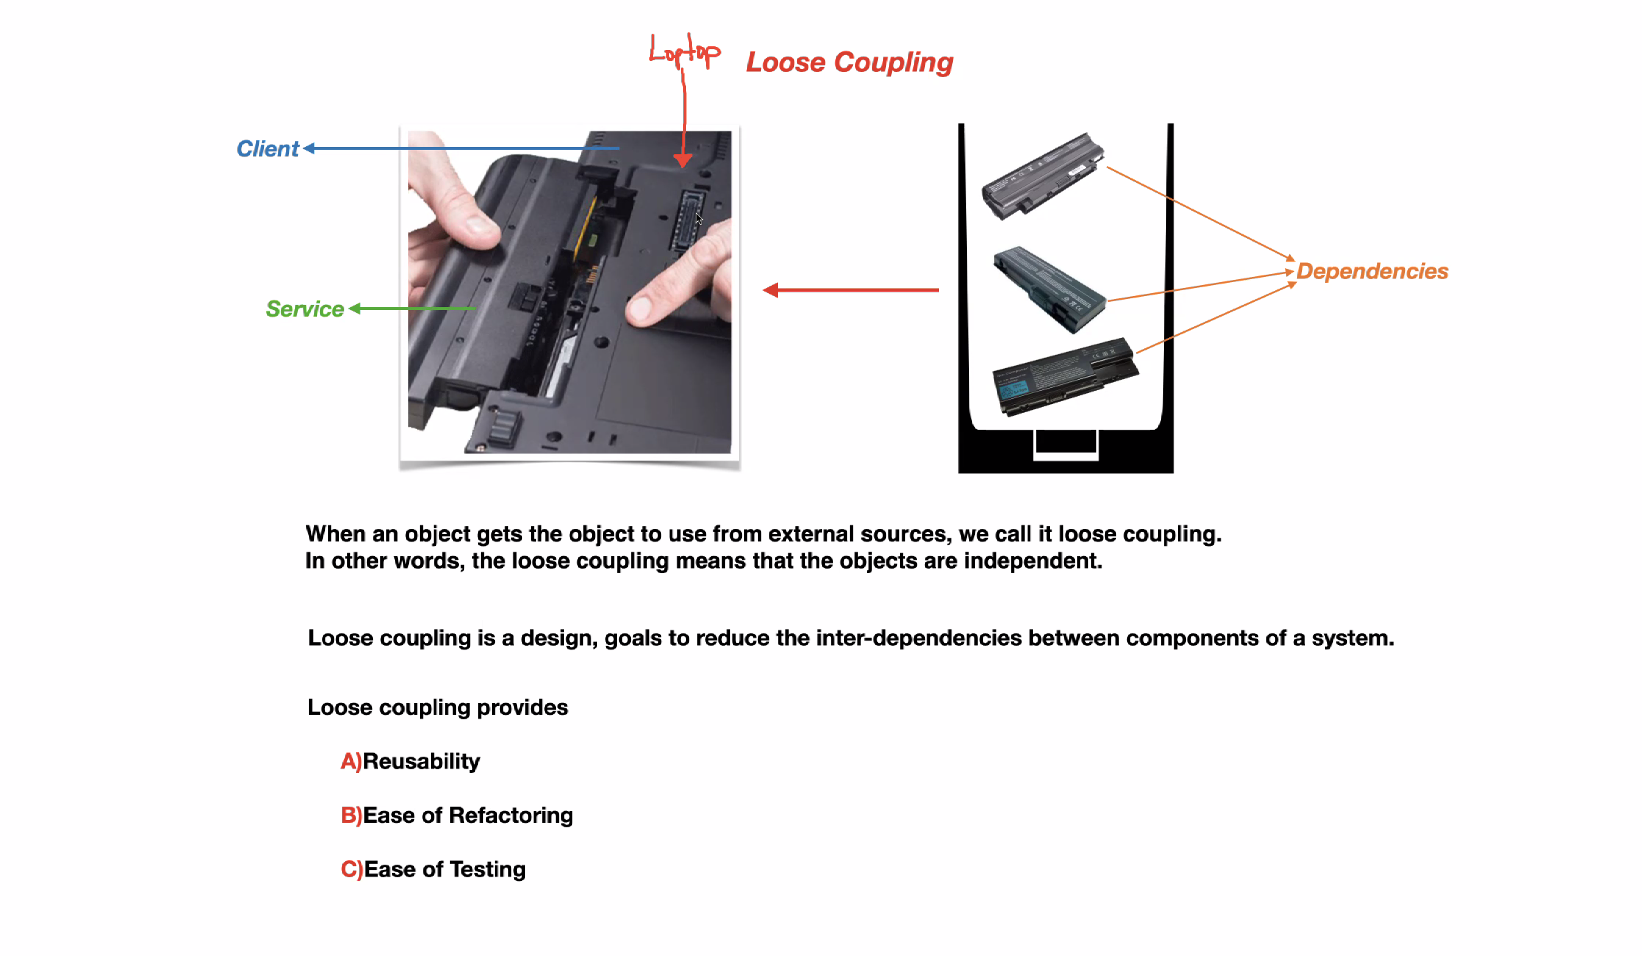 Laptop
Loose Coupling
Client
Service
Dependencies
When an object gets the object to use from external sources, we call it loose coupling.
In other words, the loose coupling means that the objects are independent.
Loose coupling is a design, goals to reduce the inter-dependencies between components of a system.
Loose coupling provides
A)Reusability
B)Ease of Refactoring
C)Ease of Testing